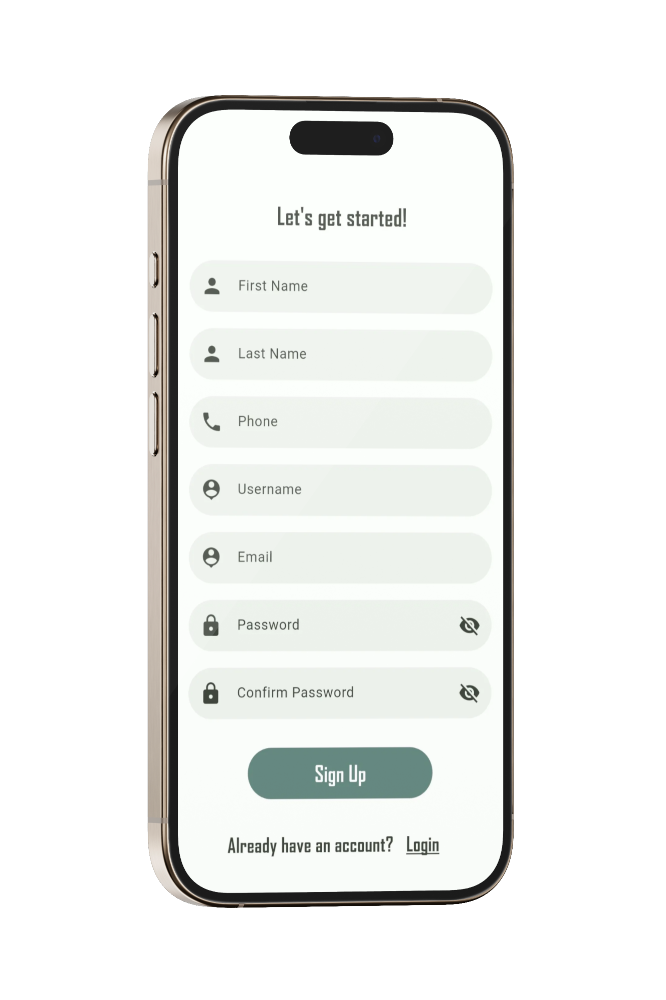 Let's get started!
First Name
Last Name
Phone
Username
Email
Password
Confirm Password
Sign Up
Already have an account? Login